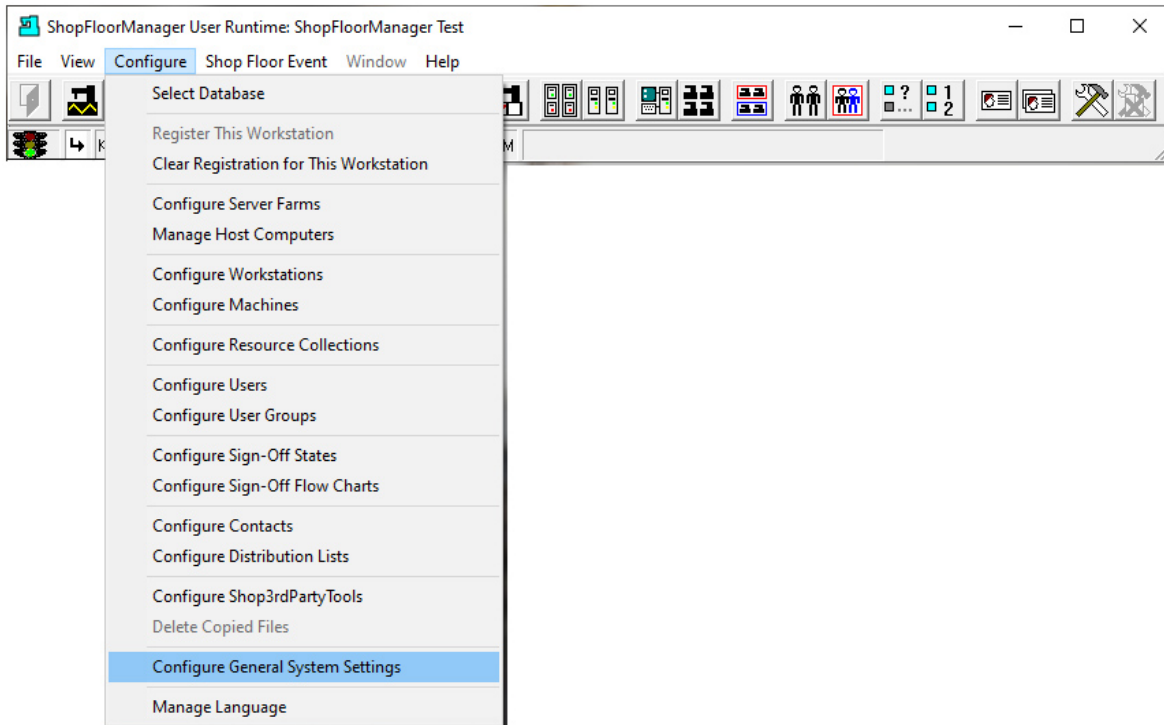 ShopFloorManager User Runtime: ShopFloorManager Test
File View Configure Shop Floor Event Window Help
Select Database
Register This Workstation
Clear Registration for This Workstation
Configure Server Farms
Manage Host Computers
Configure Workstations
Configure Machines
Configure Resource Collections
Configure Users
Configure User Groups
Configure Sign-Off States
Configure Sign-Off Flow Charts
Configure Contacts
Configure Distribution Lists
Configure Shop3rdPartyTools
Delete Copied Files
Configure General System Settings
Manage Language